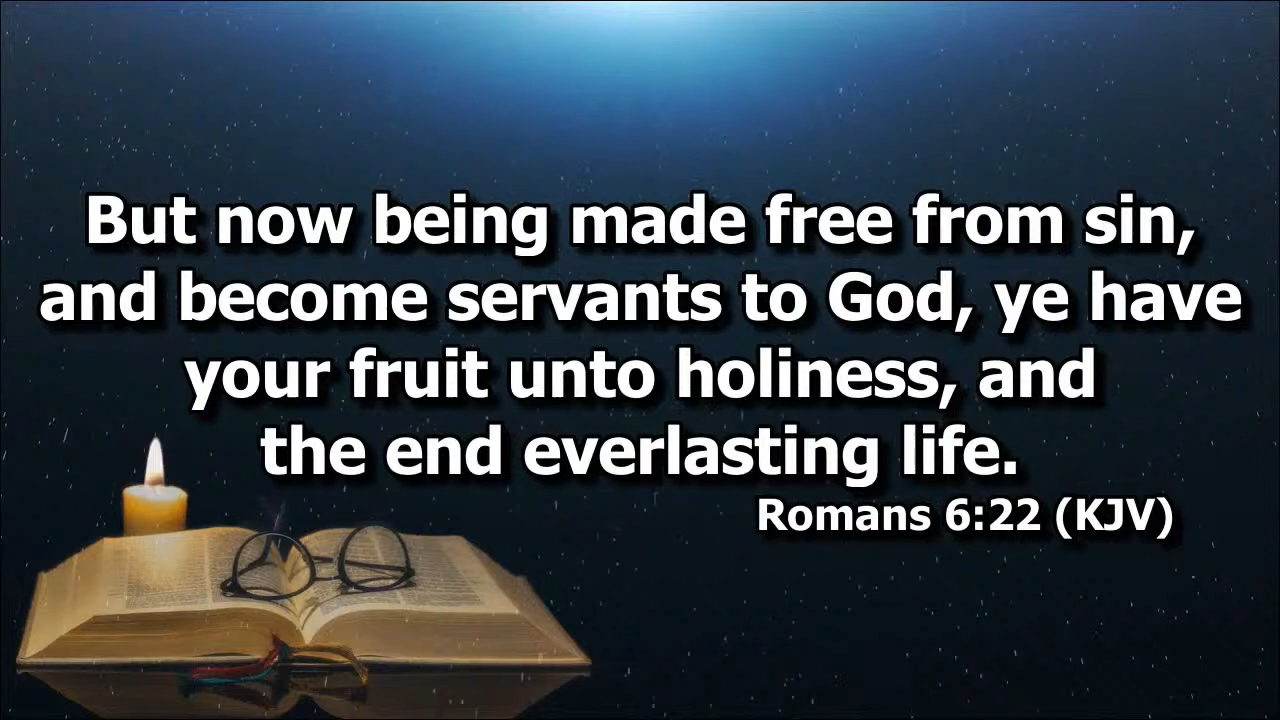 But now being made free from sin,
and become servants to God, ye have
your fruit unto holiness, and
the end everlasting life.
Romans 6:22 (KJV)